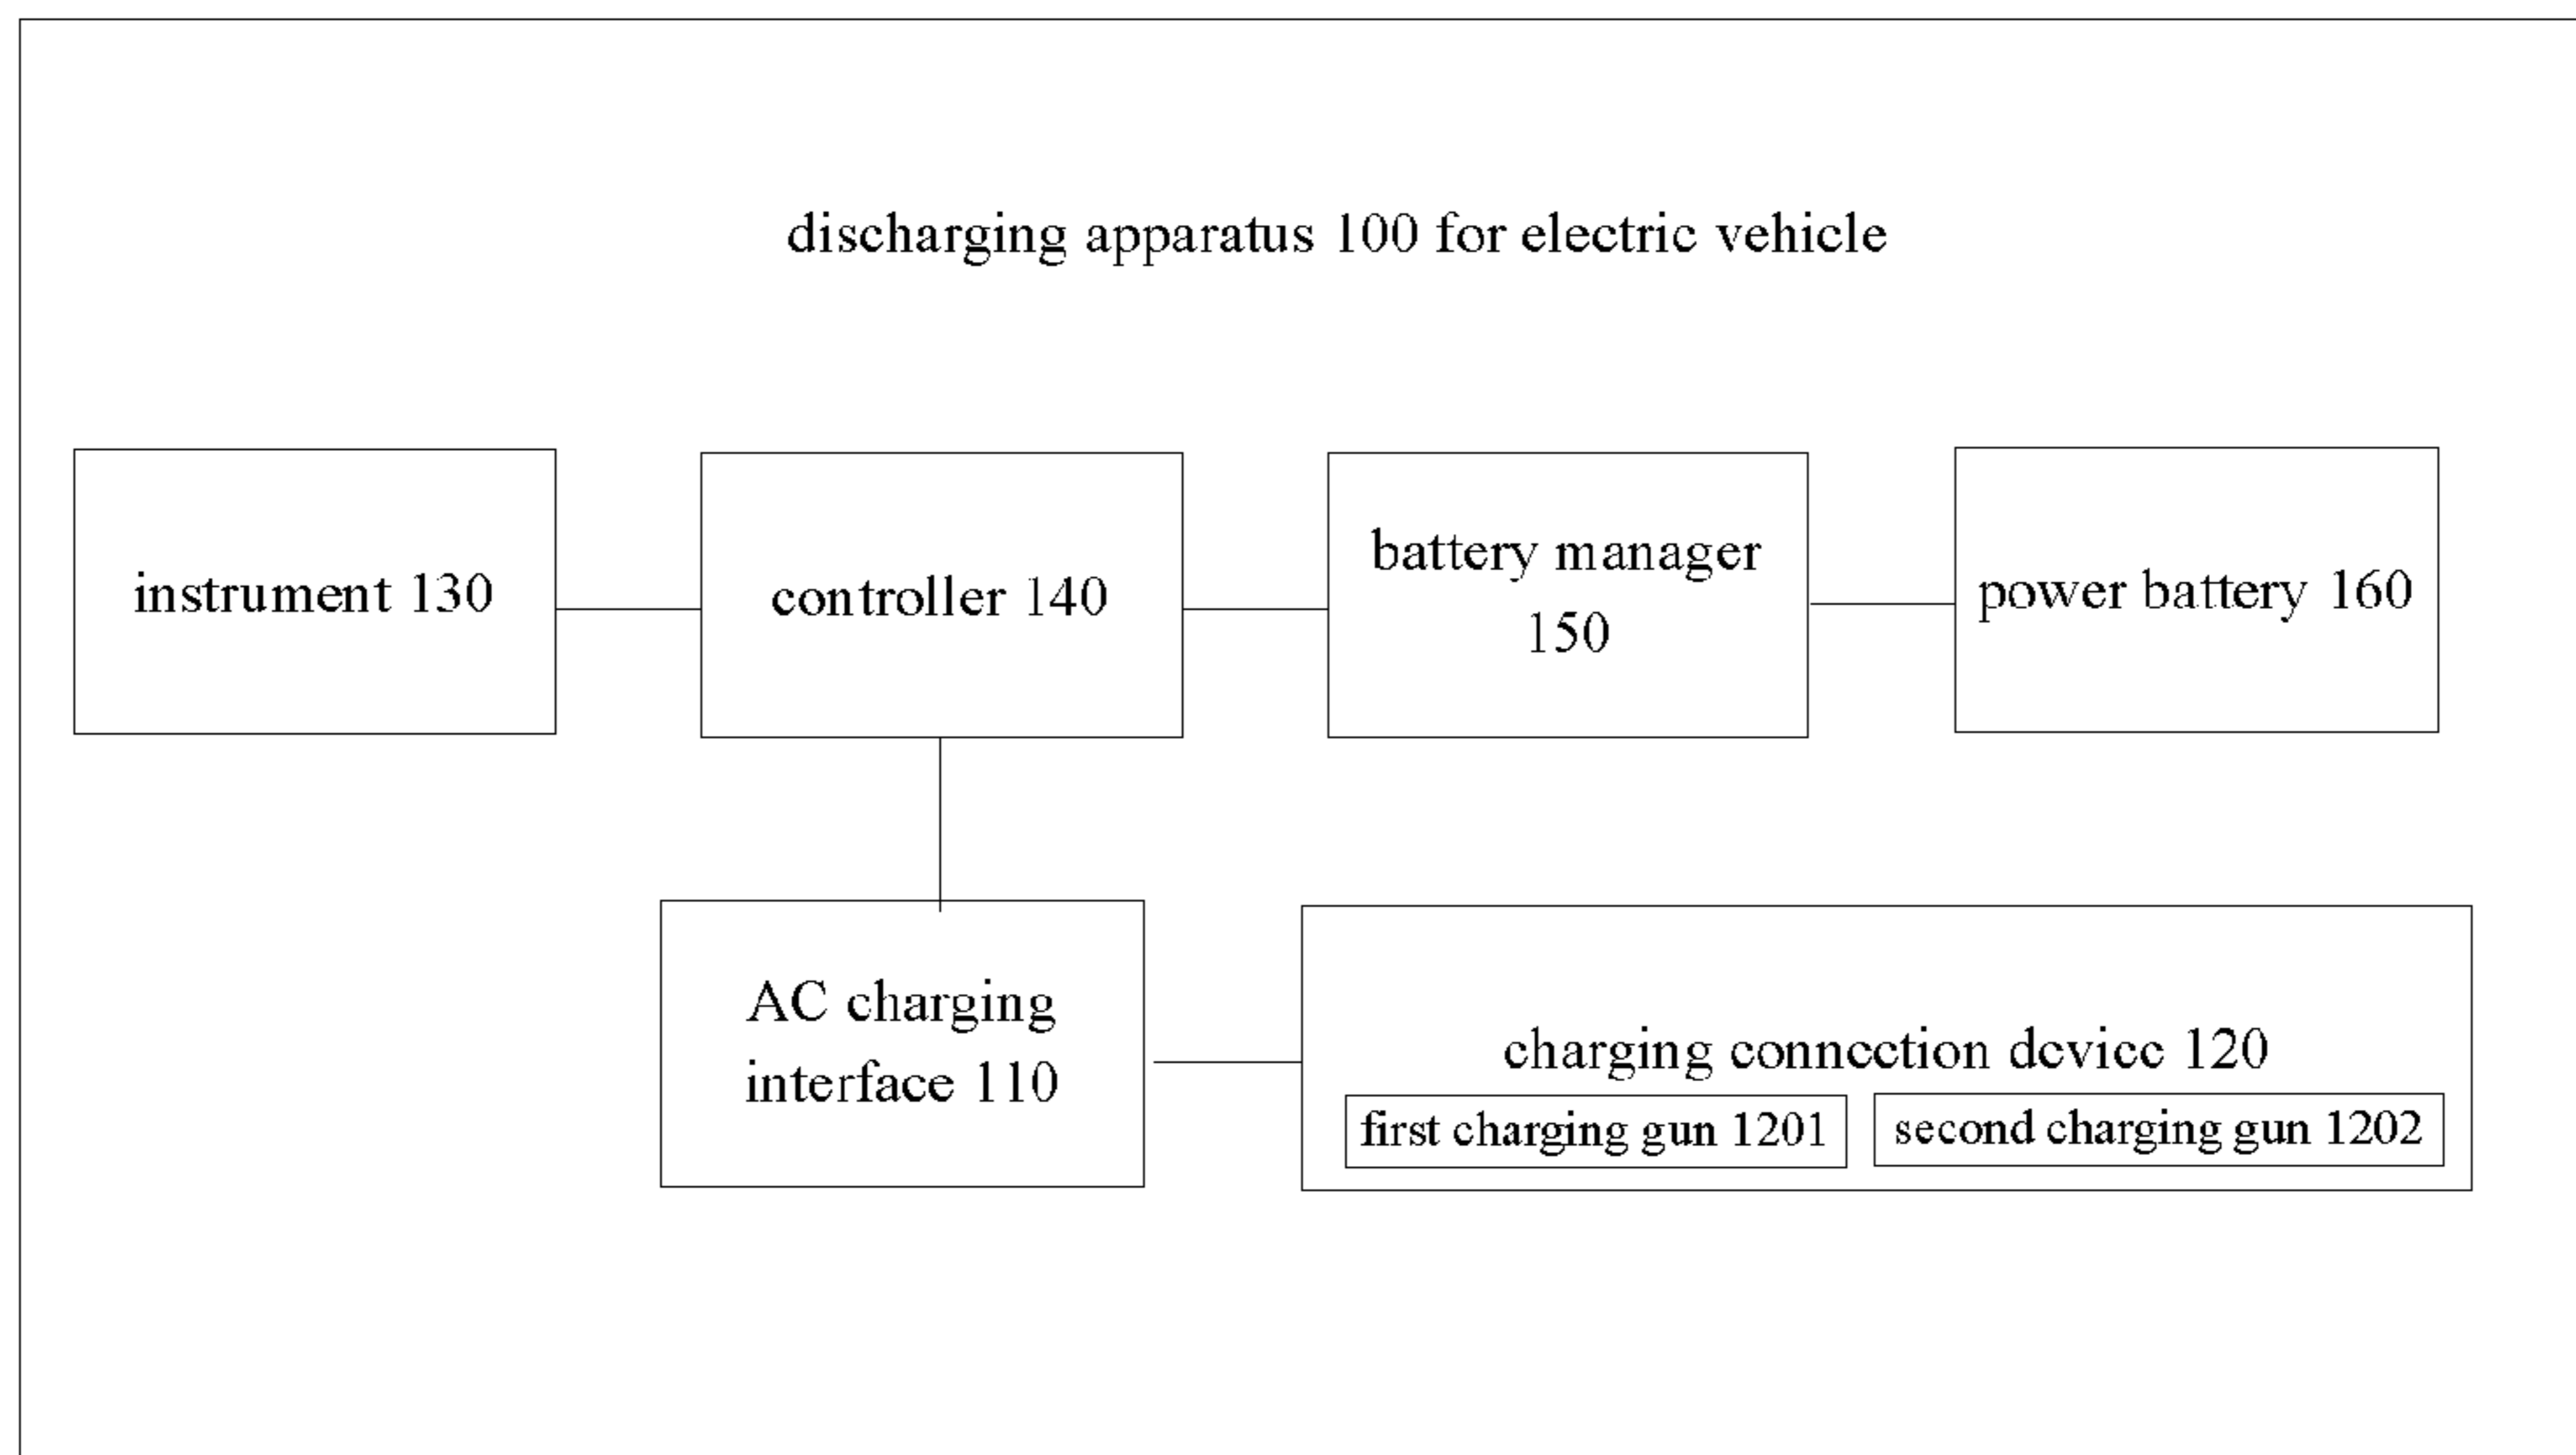 discharging apparatus 100 for electric vehicle
instrument 130
controller 140
battery manager
150
power battery 160
AC charging
interface 110
charging connection device 120
first charging gun 1201
second charging gun 1202